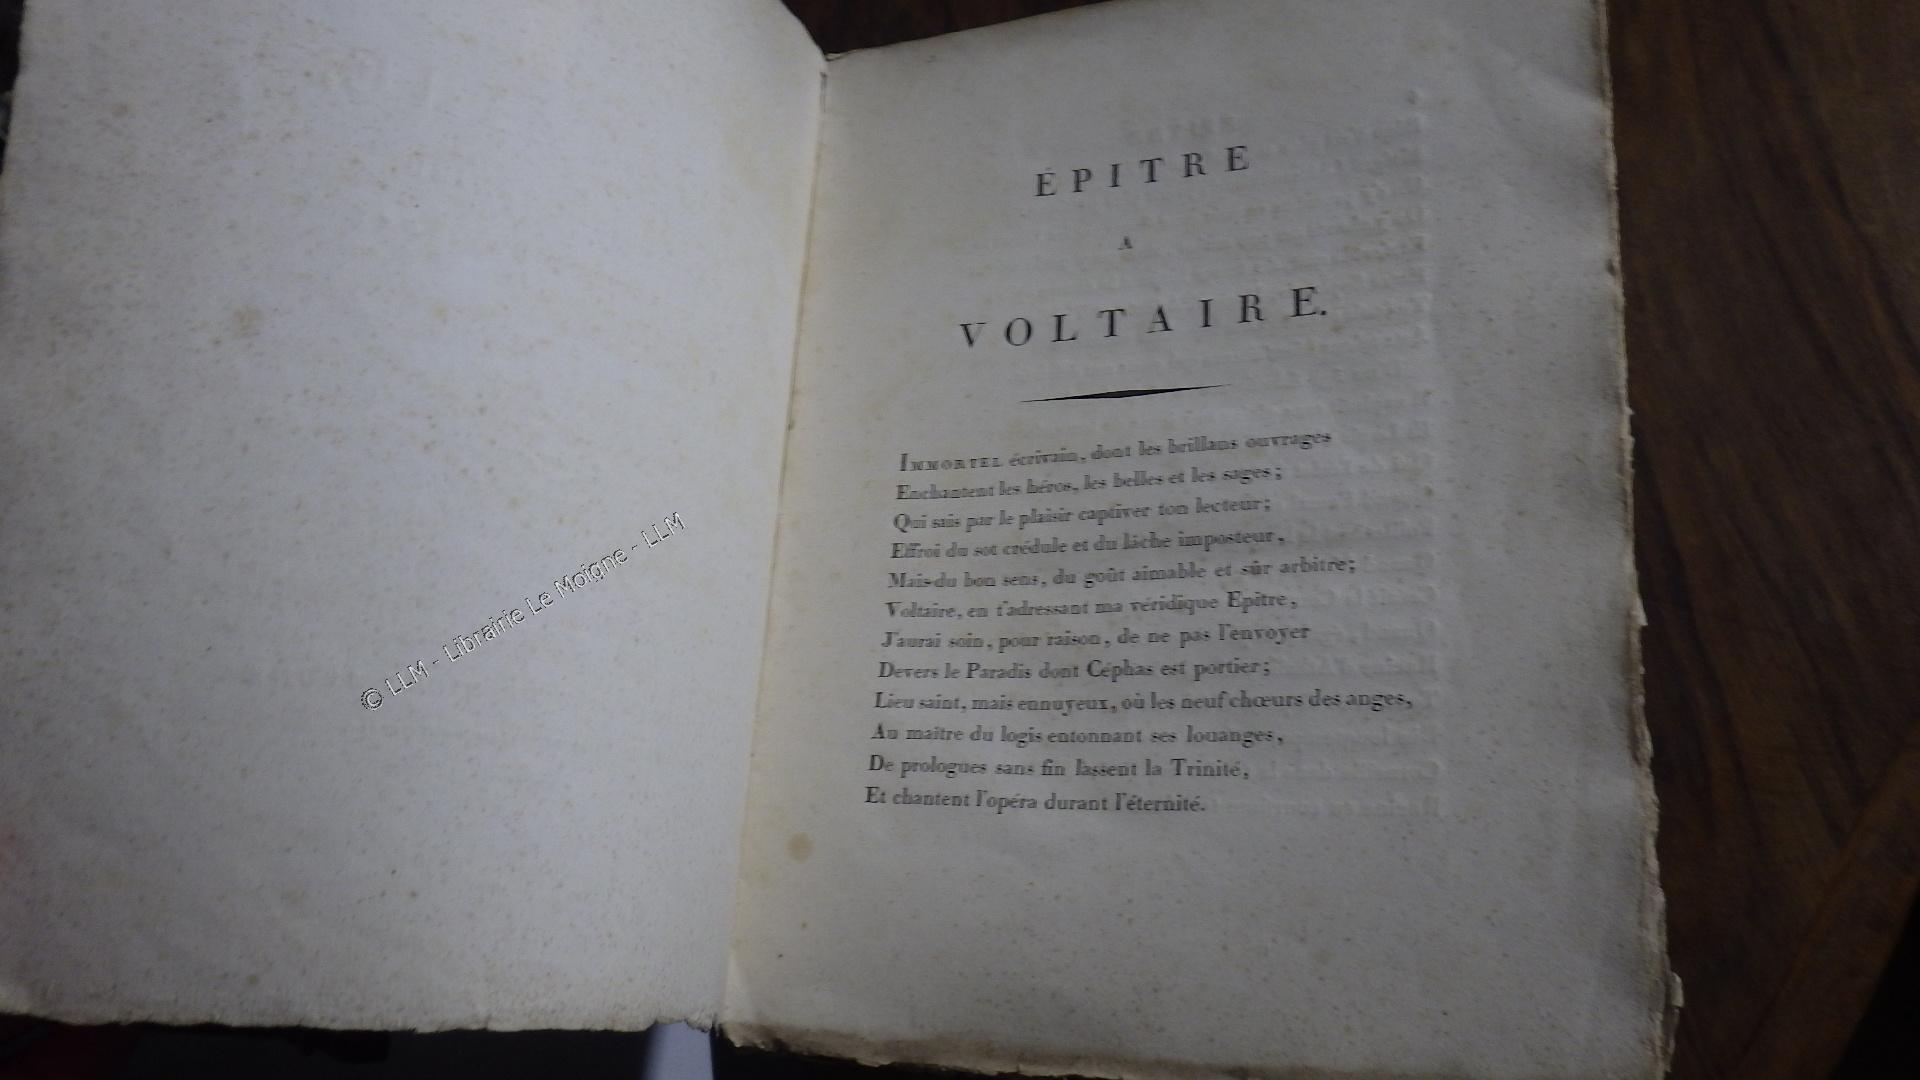 ÉPITRE
A
VOLTAIRE.
IMMORTEL écrivain, dont les brillans ouvrages
Enchantent les héros, les belles et les sages;
Qui sais par le plaisir captiver ton lecteur;
Effroi du sot crédule et du lâche imposteur,
Mais du bon sens, du goût aimable et sûr arbitre;
Voltaire, en t'adressant ma véridique Epître,
J'aurai soin, pour raison, de ne pas l'envoyer
Devers le Paradis dont Céphas est portier;
Lieu saint, mais ennuyeux, où les neuf chœurs des anges,
Au maître du logis entonnant ses louanges,
De prologues sans fin lassent la Trinité,
Et chantent l'opéra durant l'éternité.
© LLM - Librairie Le Moigne - LLM